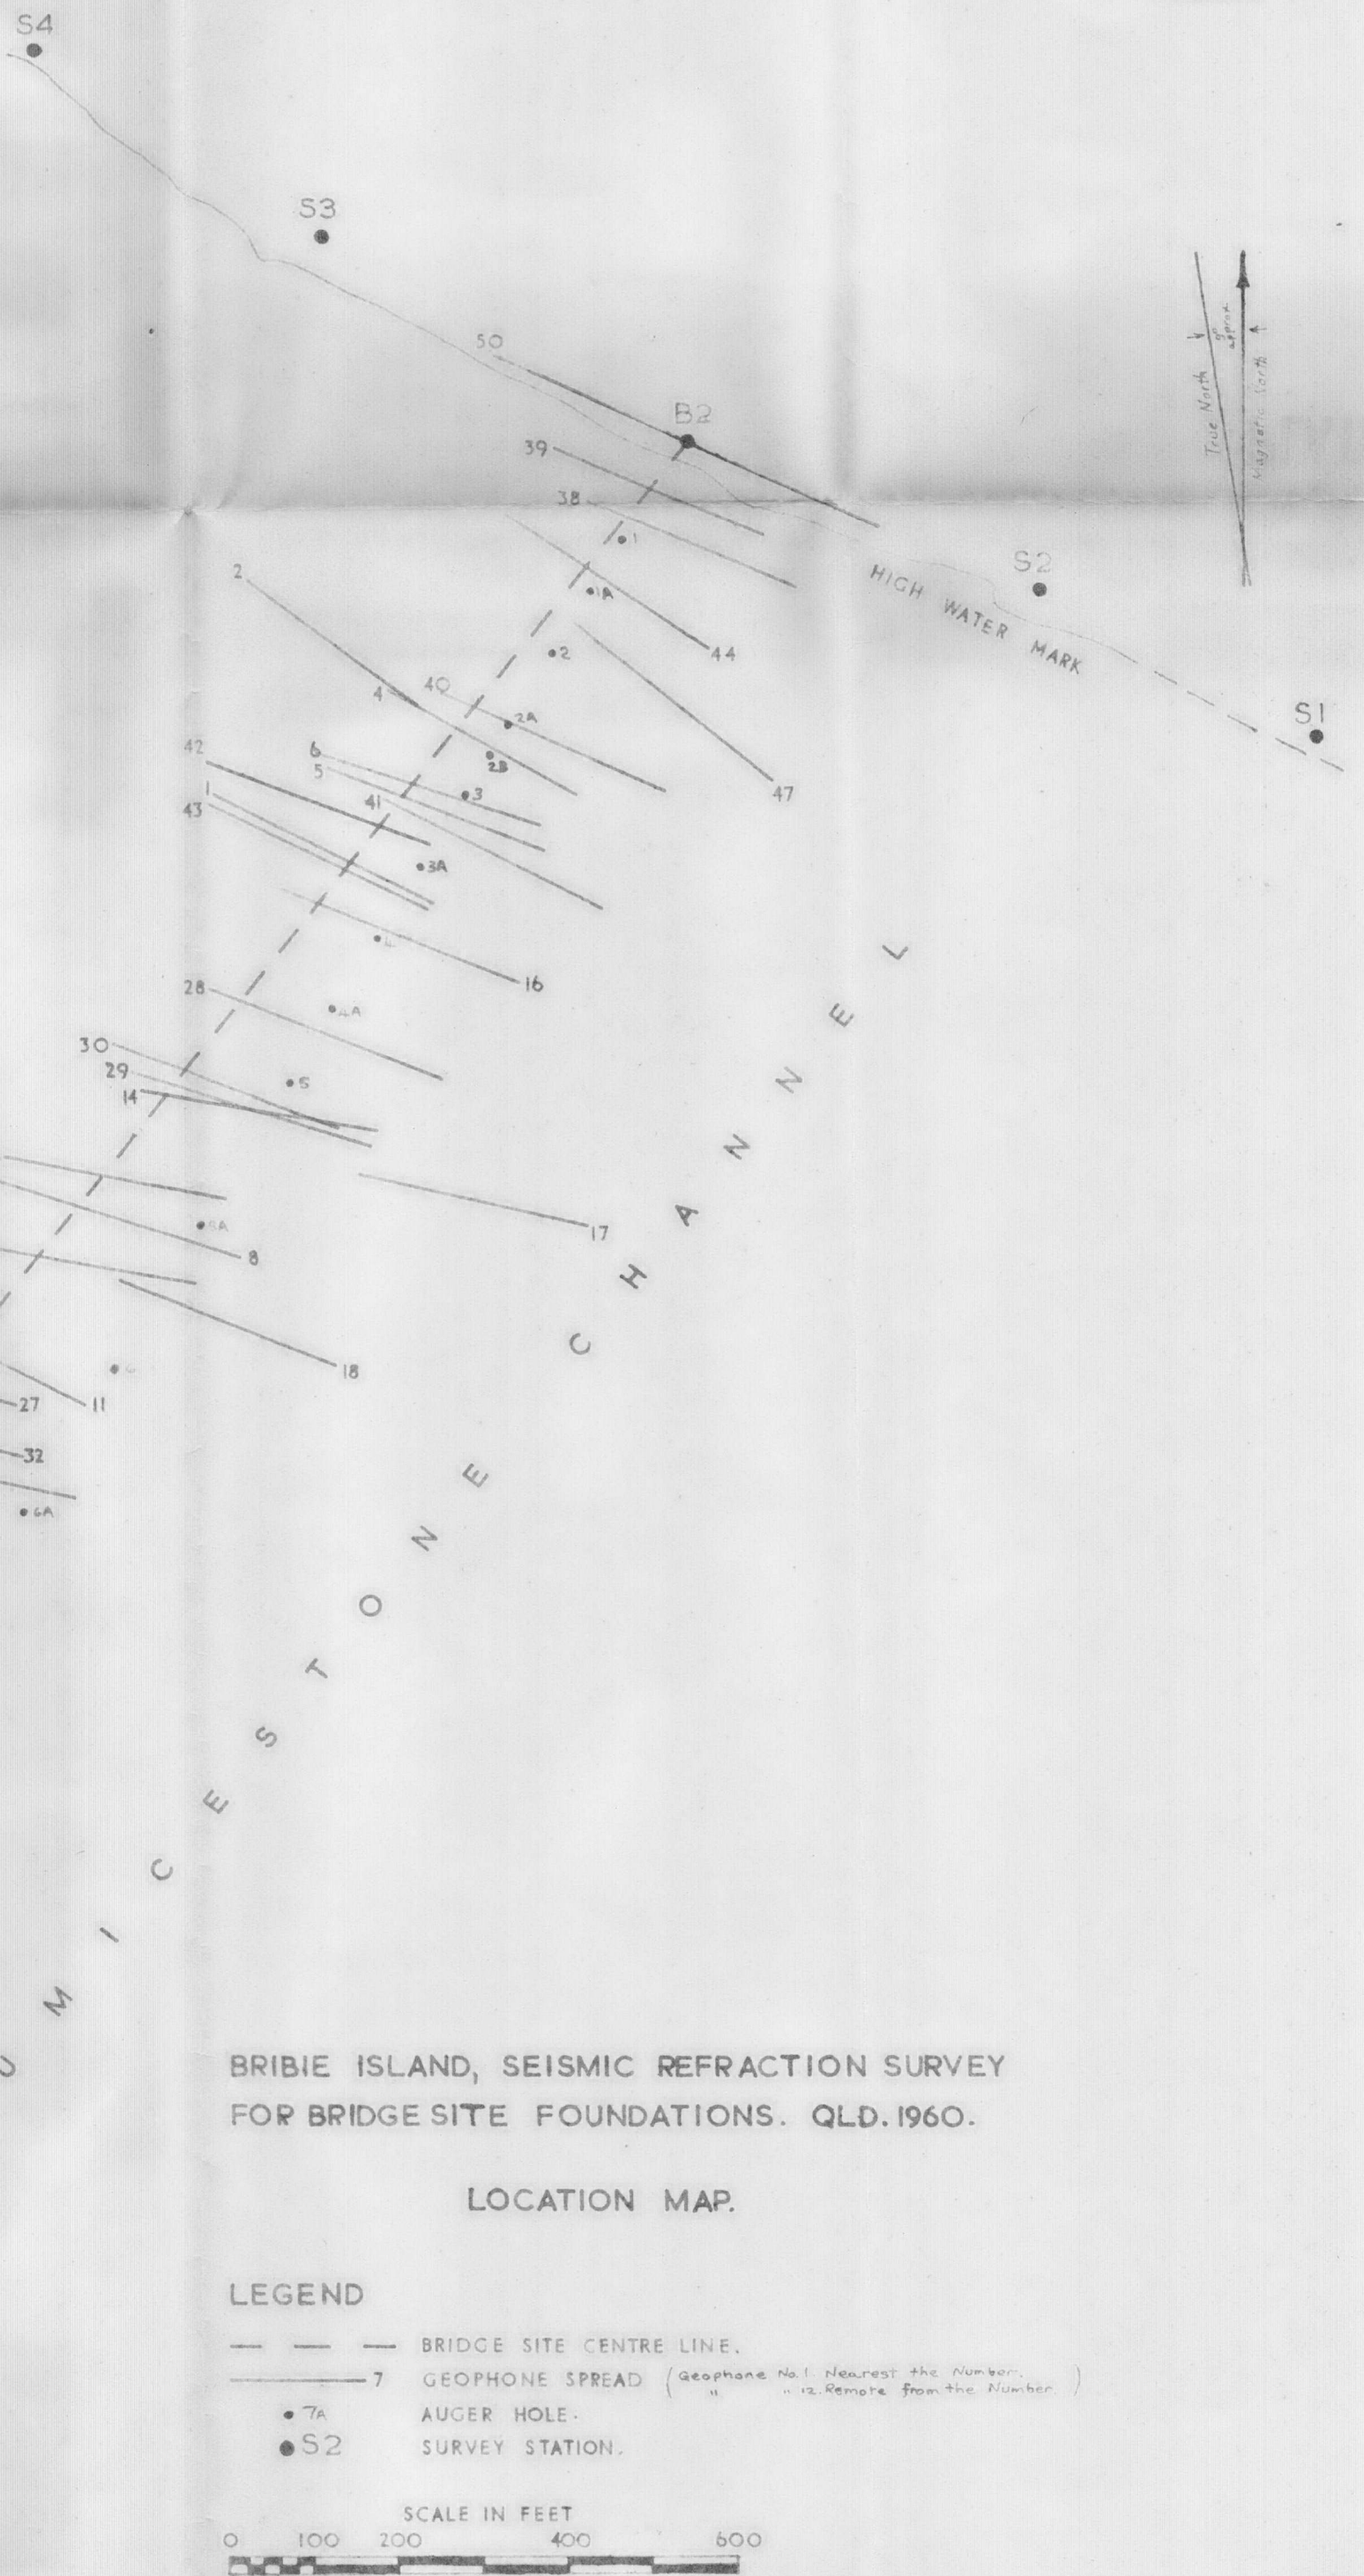 S4
S3
50
B2
39
38
1
S2
HIGH WATER MARK
True North
9° approx.
Magnetic North
2
1A
44
2
4
40
2A
S1
42
6
2B
5
3
47
1
41
43
3A
4
16
28
4A
30
29
5
14
17
5A
8
18
6
27
11
32
6A
UMICESTONE CHANNEL
BRIBIE ISLAND, SEISMIC REFRACTION SURVEY
FOR BRIDGE SITE FOUNDATIONS. QLD. 1960.
LOCATION MAP.
LEGEND
BRIDGE SITE CENTRE LINE.
7 GEOPHONE SPREAD (Geophone No. 1. Nearest the Number.
" " 12. Remote from the Number.)
7A AUGER HOLE.
S2 SURVEY STATION.
SCALE IN FEET
0 100 200 400 600